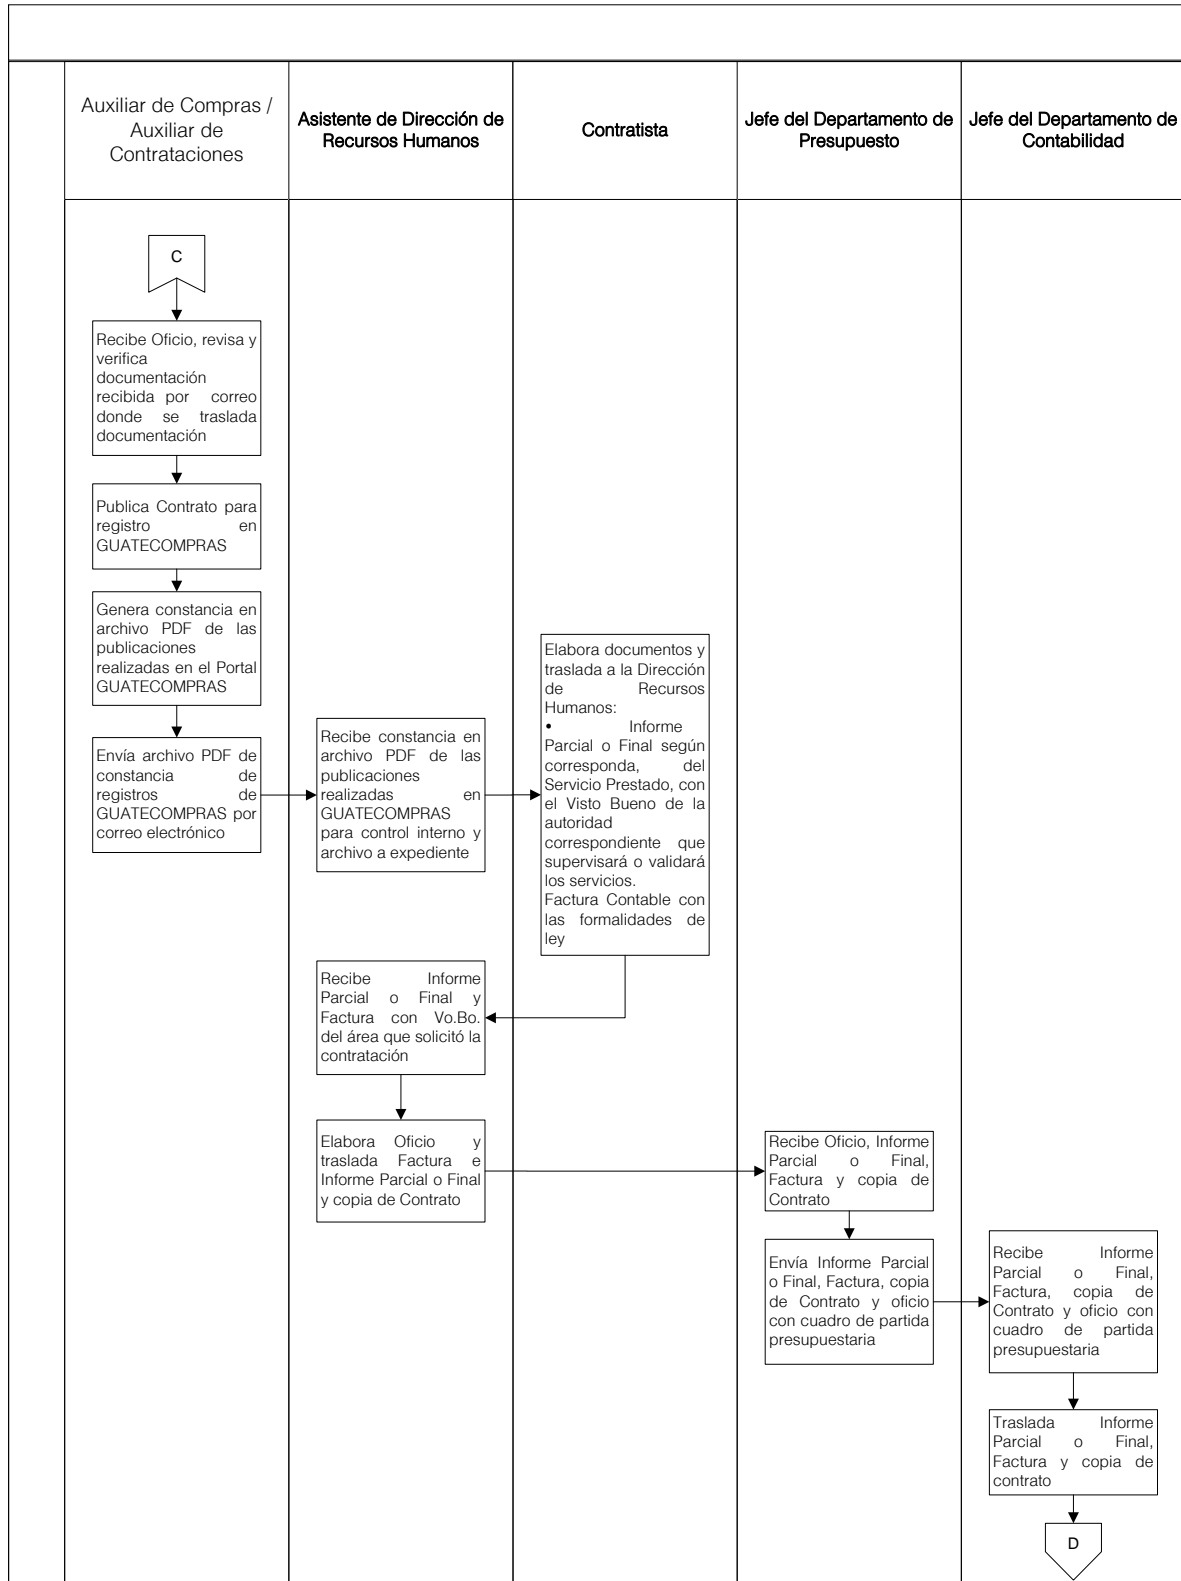 Auxiliar de Compras /
Auxiliar de
Contrataciones
Asistente de Dirección de
Recursos Humanos
Contratista
Jefe del Departamento de
Presupuesto
Jefe del Departamento de
Contabilidad
C
Recibe Oficio, revisa y
verifica
documentación
recibida por correo
donde se traslada
documentación
Publica Contrato para
registro en
GUATECOMPRAS
Genera constancia en
archivo PDF de las
publicaciones
realizadas en el Portal
GUATECOMPRAS
Envía archivo PDF de
constancia de
registros de
GUATECOMPRAS por
correo electrónico
Recibe constancia en
archivo PDF de las
publicaciones
realizadas en
GUATECOMPRAS
para control interno y
archivo a expediente
Elabora documentos y
traslada a la Dirección
de Recursos
Humanos:
• Informe
Parcial o Final según
corresponda, del
Servicio Prestado, con
el Visto Bueno de la
autoridad
correspondiente que
supervisará o validará
los servicios.
Factura Contable con
las formalidades de
ley
Recibe Informe
Parcial o Final y
Factura con Vo.Bo.
del área que solicitó la
contratación
Elabora Oficio y
traslada Factura e
Informe Parcial o Final
y copia de Contrato
Recibe Oficio, Informe
Parcial o Final,
Factura y copia de
Contrato
Envía Informe Parcial
o Final, Factura, copia
de Contrato y oficio
con cuadro de partida
presupuestaria
Recibe Informe
Parcial o Final,
Factura, copia de
Contrato y oficio con
cuadro de partida
presupuestaria
Traslada Informe
Parcial o Final,
Factura y copia de
contrato
D